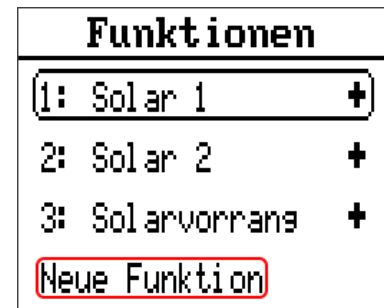 Funktionen
1: Solar 1 +
2: Solar 2 +
3: Solarvorrang +
Neue Funktion